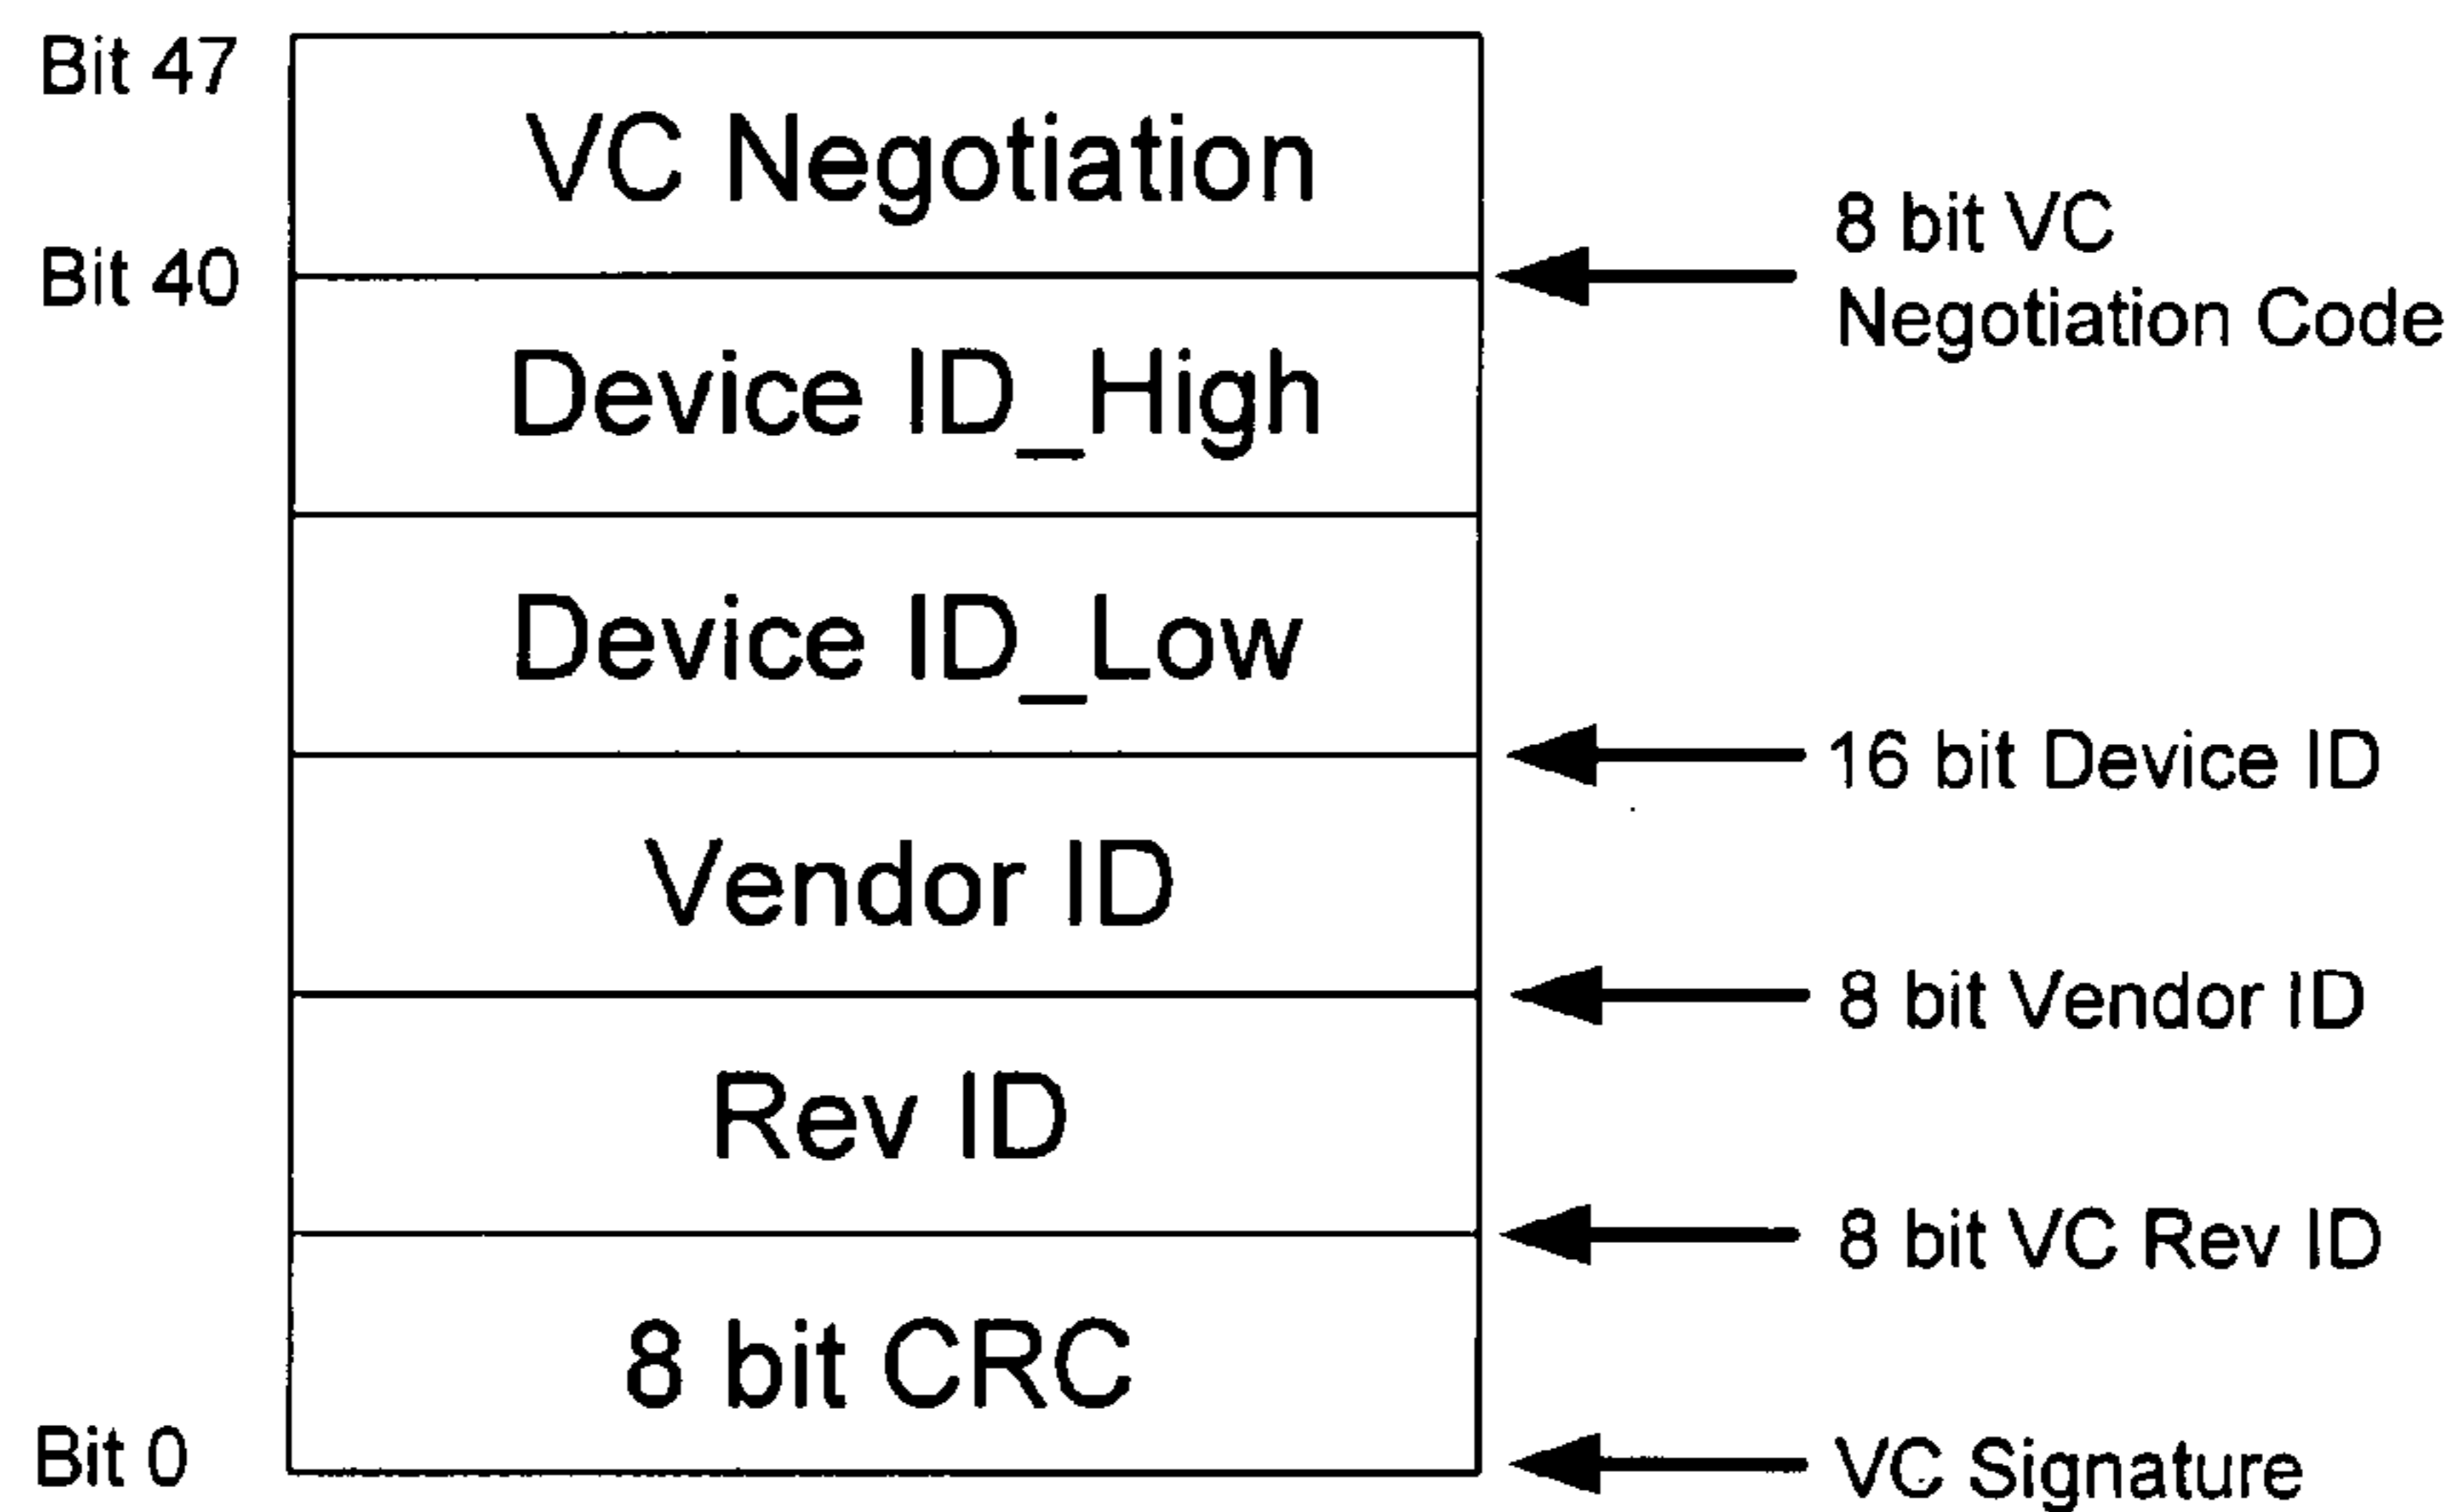 Bit 47
VC Negotiation
8 bit VC
Negotiation Code
Bit 40
Device ID_High
Device ID_Low
16 bit Device ID
Vendor ID
8 bit Vendor ID
Rev ID
8 bit VC Rev ID
8 bit CRC
Bit 0
VC Signature